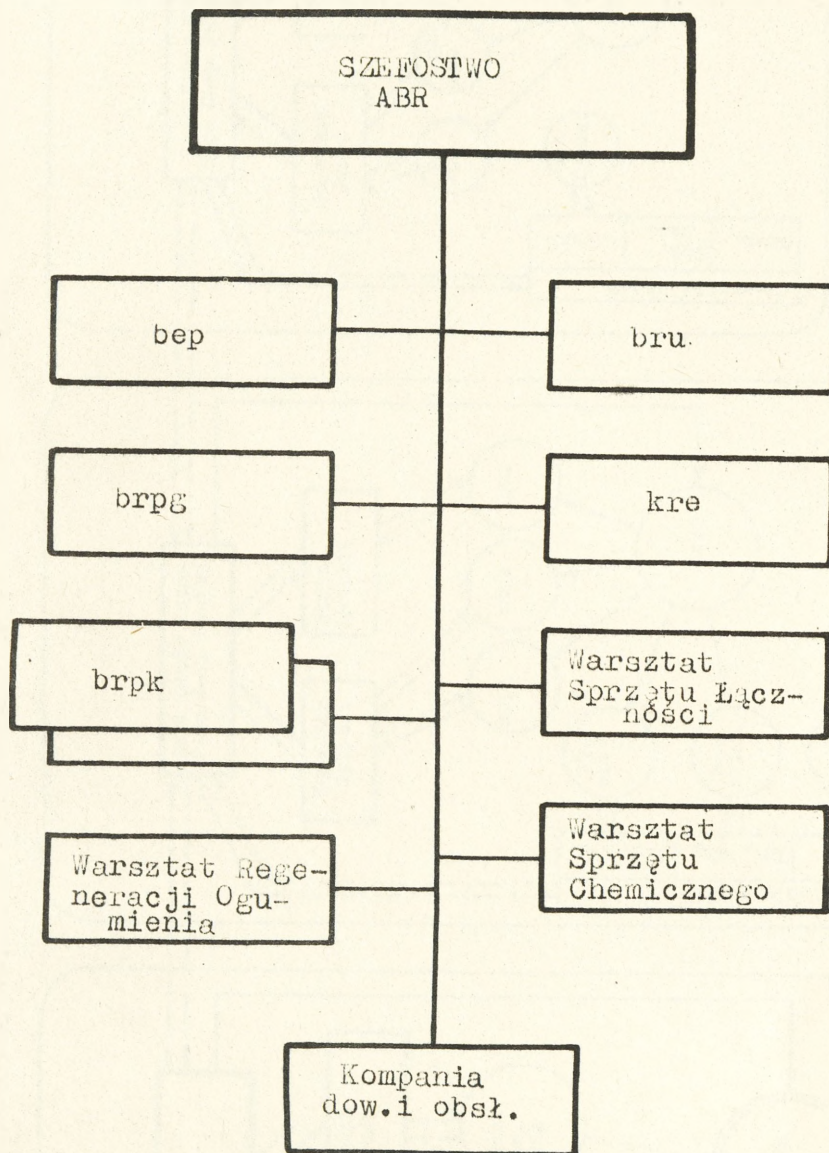 SZEFOSTWO
ABR
bep
bru
brpg
kre
brpk
Warsztat
Sprzętu Łącz-
ności
Warsztat Rege-
neracji Ogu-
mienia
Warsztat
Sprzętu
Chemicznego
Kompania
dow.i obsł.